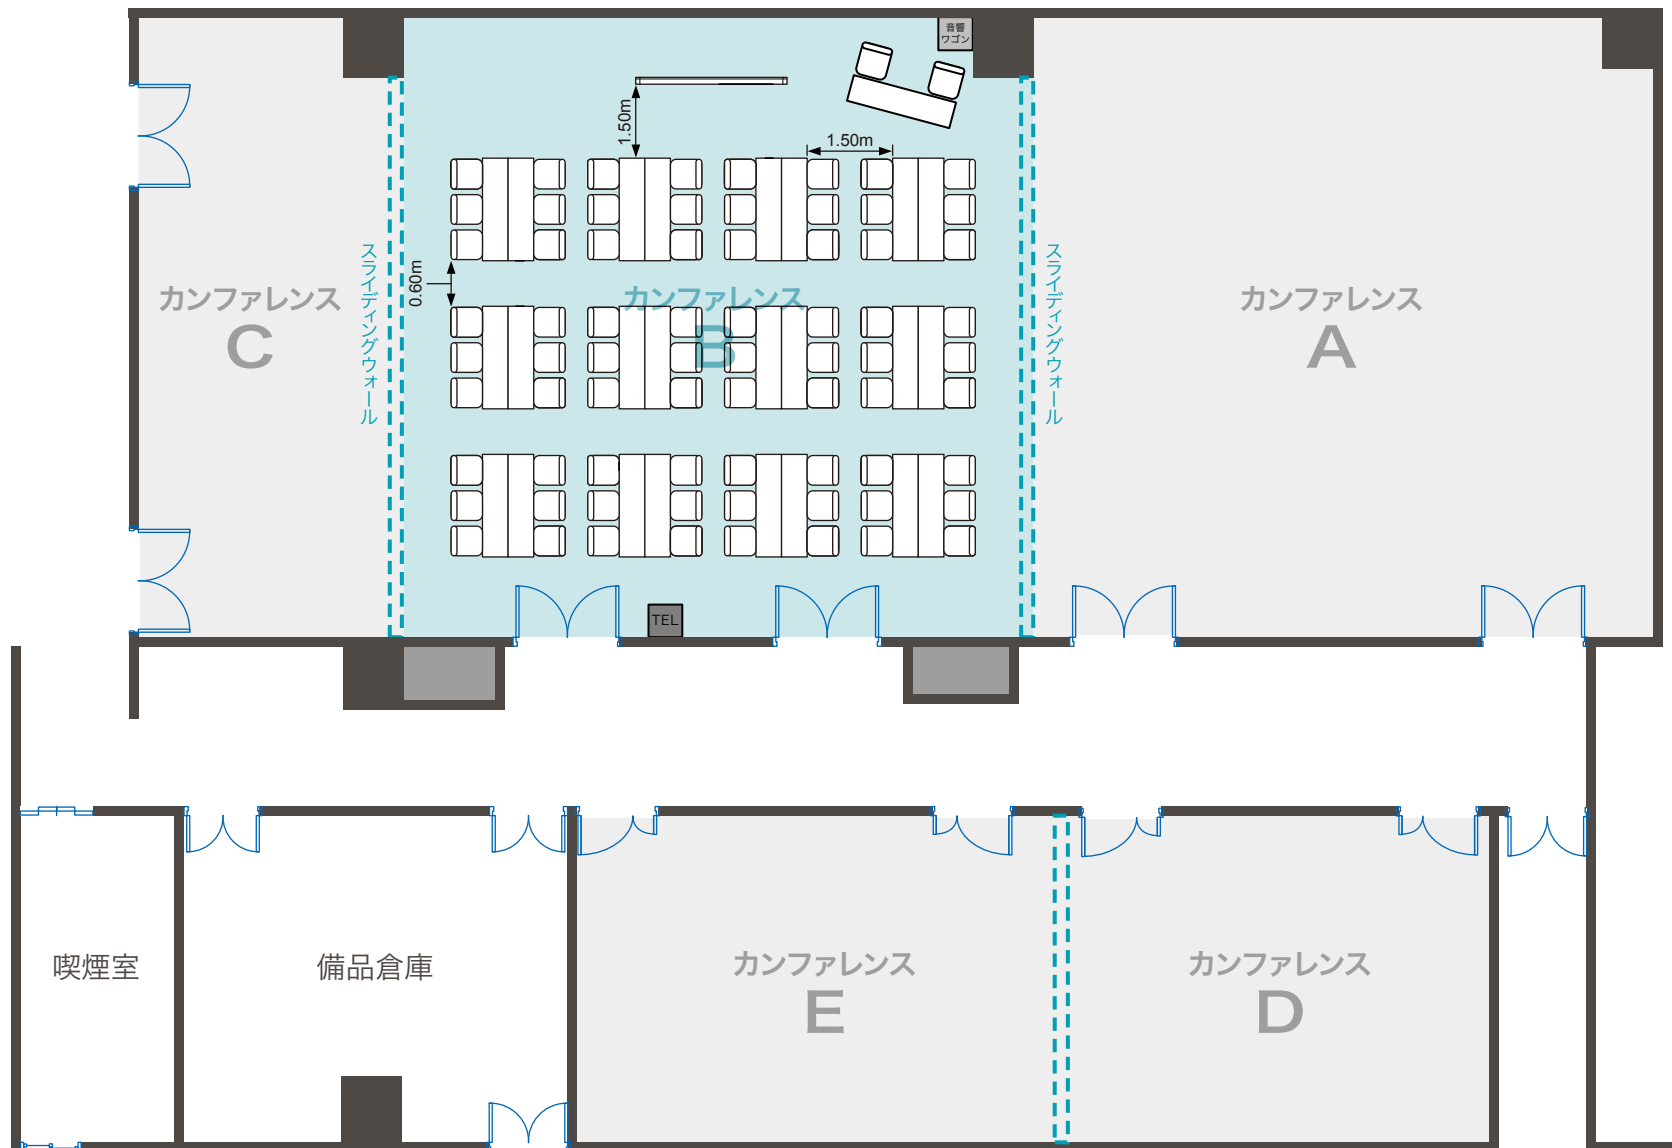 音響
ワゴン
1.50m
1.50m
0.60m
スライディングウォール
スライディングウォール
カンファレンス
C
カンファレンス
B
カンファレンス
A
TEL
喫煙室
備品倉庫
カンファレンス
E
カンファレンス
D